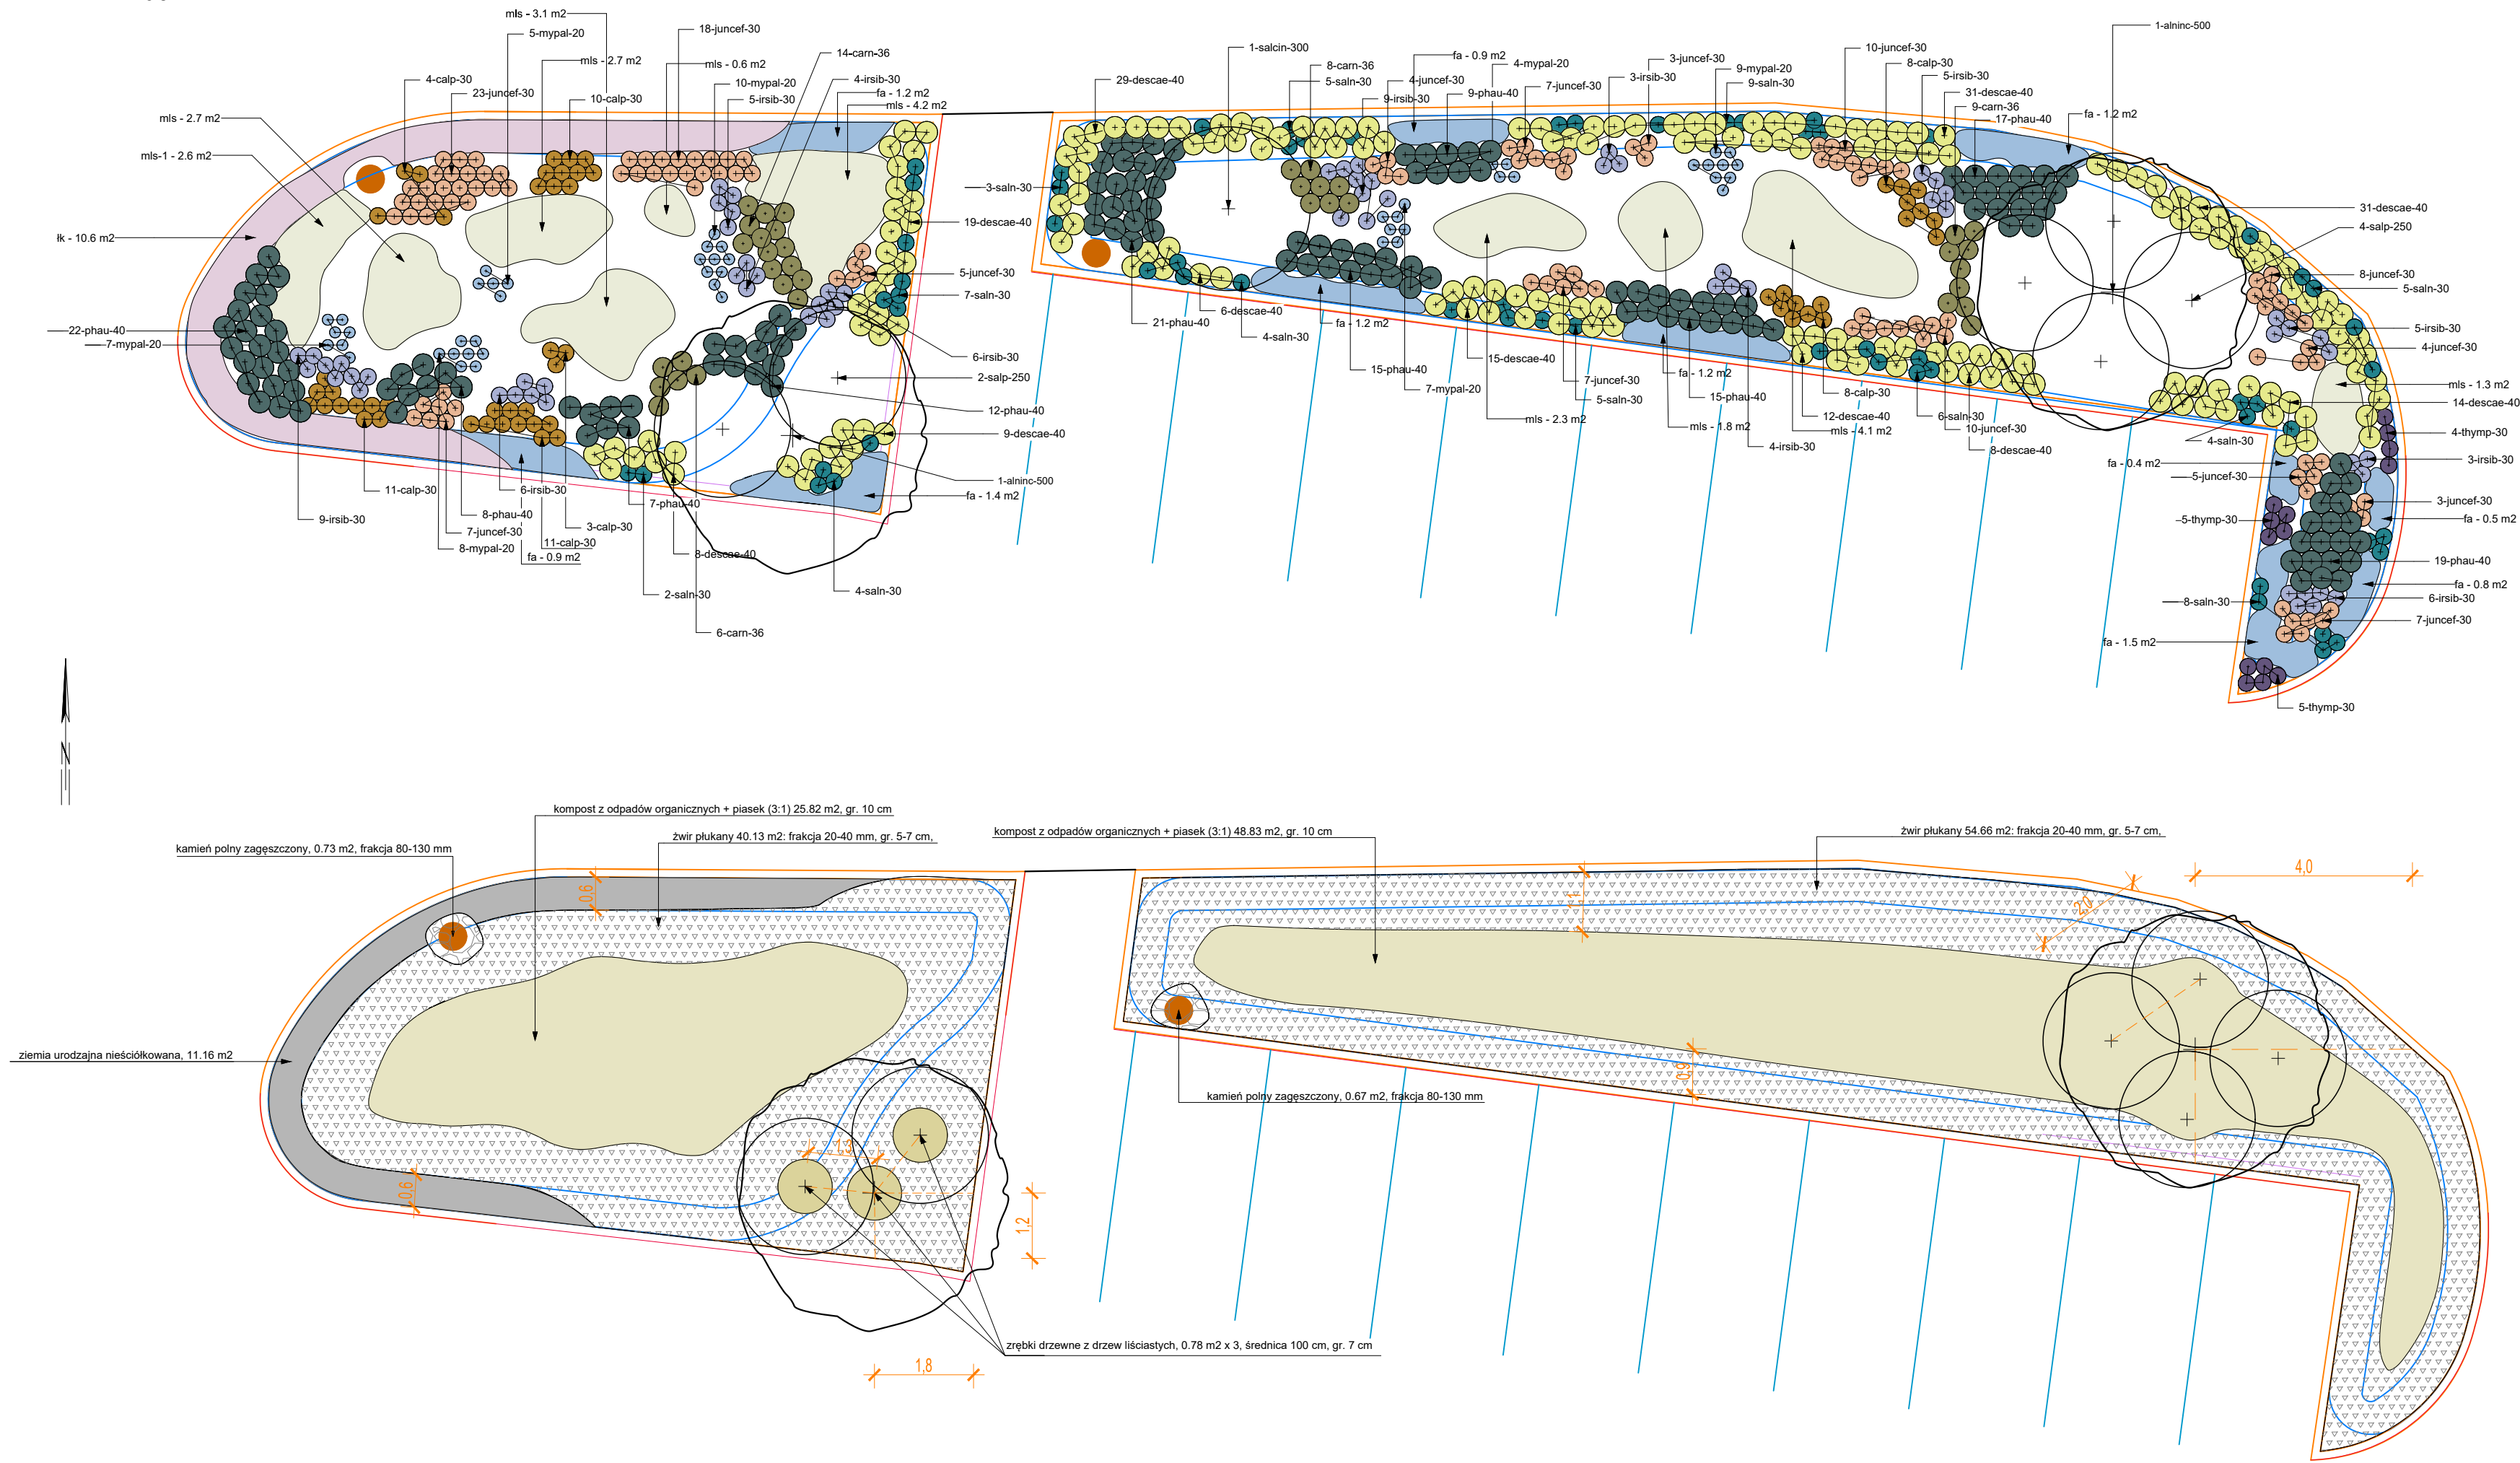 mls - 3.1 m2
5-mypal-20
18-juncef-30
mls - 2.7 m2
mls - 0.6 m2
14-carn-36
4-calp-30
23-juncef-30
10-calp-30
10-mypal-20
5-irsib-30
4-irsib-30
fa - 1.2 m2
mls - 4.2 m2
mls - 2.7 m2
mls-1 - 2.6 m2
łk - 10.6 m2
22-phau-40
7-mypal-20
19-descae-40
5-juncef-30
7-saln-30
6-irsib-30
2-salp-250
12-phau-40
9-descae-40
1-alninc-500
fa - 1.4 m2
9-irsib-30
11-calp-30
8-phau-40
7-juncef-30
8-mypal-20
6-irsib-30
11-calp-30
fa - 0.9 m2
3-calp-30
7-phau-40
2-saln-30
8-descae-40
6-carn-36
4-saln-30
29-descae-40
1-salcin-300
8-carn-36
5-saln-30
9-irsib-30
4-juncef-30
fa - 0.9 m2
9-phau-40
4-mypal-20
7-juncef-30
3-irsib-30
3-juncef-30
9-mypal-20
9-saln-30
10-juncef-30
8-calp-30
5-irsib-30
31-descae-40
9-carn-36
17-phau-40
fa - 1.2 m2
1-alninc-500
3-saln-30
31-descae-40
4-salp-250
8-juncef-30
5-saln-30
5-irsib-30
4-juncef-30
mls - 1.3 m2
14-descae-40
4-thymp-30
3-irsib-30
3-juncef-30
fa - 0.5 m2
19-phau-40
fa - 0.8 m2
6-irsib-30
7-juncef-30
5-thymp-30
21-phau-40
6-descae-40
4-saln-30
fa - 1.2 m2
15-phau-40
7-mypal-20
15-descae-40
mls - 2.3 m2
7-juncef-30
5-saln-30
fa - 1.2 m2
15-phau-40
mls - 1.8 m2
4-irsib-30
12-descae-40
mls - 4.1 m2
8-calp-30
6-saln-30
10-juncef-30
8-descae-40
4-saln-30
fa - 0.4 m2
5-juncef-30
5-thymp-30
8-saln-30
fa - 1.5 m2
N
kompost z odpadów organicznych + piasek (3:1) 25.82 m2, gr. 10 cm
żwir płukany 40.13 m2: frakcja 20-40 mm, gr. 5-7 cm,
kamień polny zagęszczony, 0.73 m2, frakcja 80-130 mm
kompost z odpadów organicznych + piasek (3:1) 48.83 m2, gr. 10 cm
żwir płukany 54.66 m2: frakcja 20-40 mm, gr. 5-7 cm,
0,6
4,0
2,0
ziemia urodzajna nieściółkowana, 11.16 m2
kamień polny zagęszczony, 0.67 m2, frakcja 80-130 mm
0,9
1,3
0,6
1,2
zrębki drzewne z drzew liściastych, 0.78 m2 x 3, średnica 100 cm, gr. 7 cm
1,8